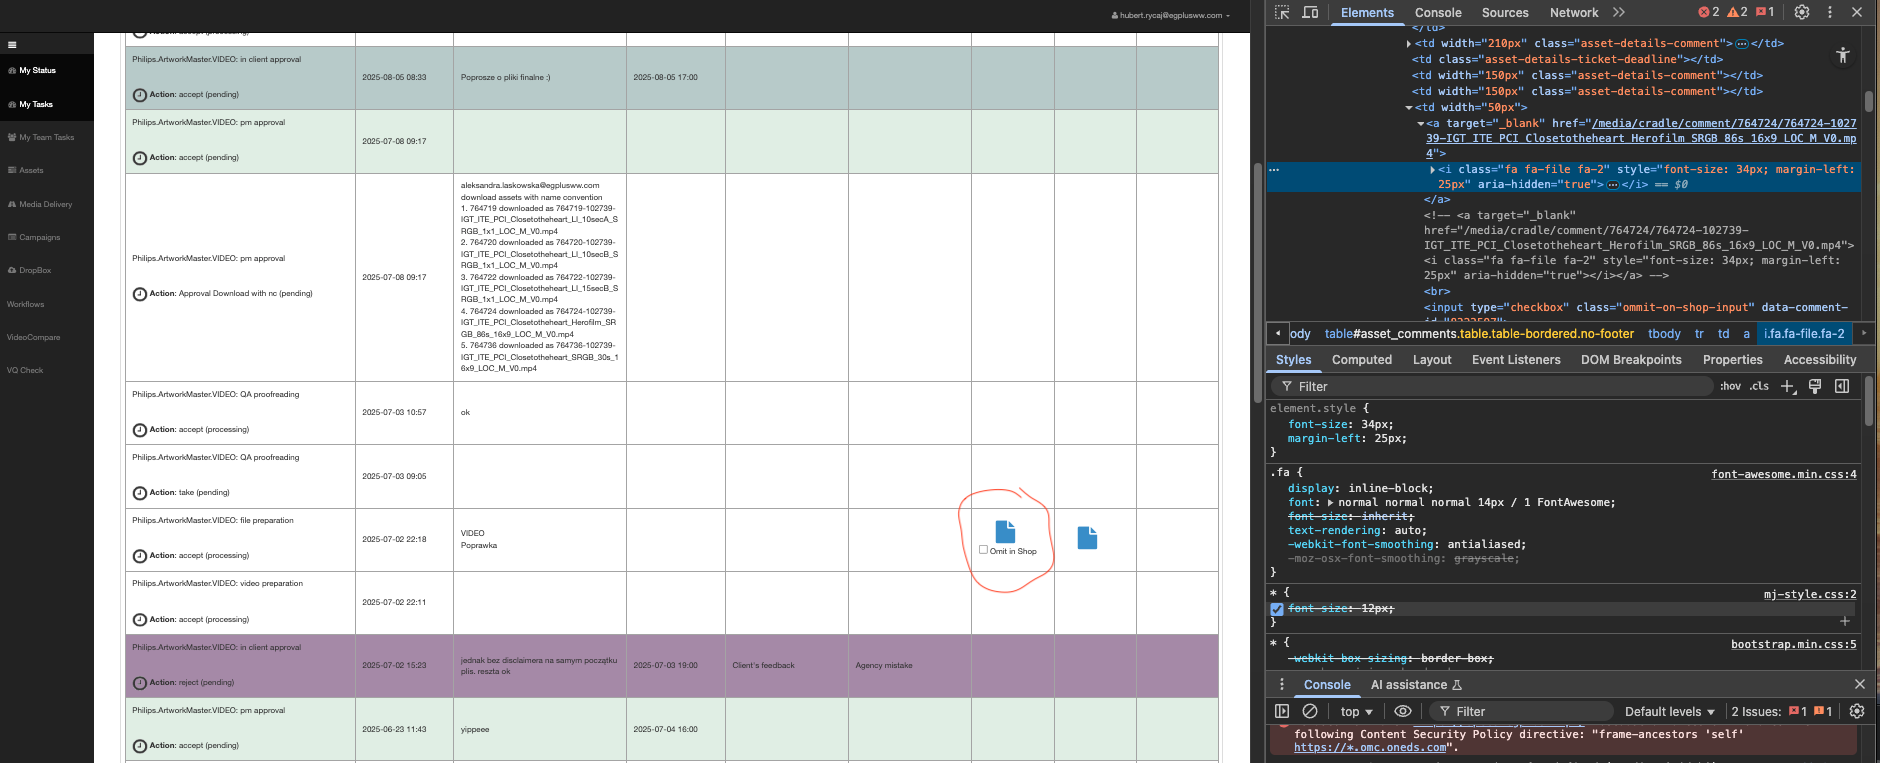 hubert.rycaj@egplusww.com
My Status
My Tasks
My Team Tasks
Assets
Media Delivery
Campaigns
DropBox
Workflows
VideoCompare
VQ Check
Action: accept (processing)
Philips.ArtworkMaster.VIDEO: in client approval
Action: accept (pending)
2025-08-05 08:33
Poprosze o pliki finalne :)
2025-08-05 17:00
Philips.ArtworkMaster.VIDEO: pm approval
Action: accept (pending)
2025-07-08 09:17
Philips.ArtworkMaster.VIDEO: pm approval
Action: Approval Download with nc (pending)
2025-07-08 09:17
aleksandra.laskowska@egplusww.com
download assets with name convention
1. 764719 downloaded as 764719-102739-
IGT_ITE_PCI_Closetotheheart_LI_10secA_S
RGB_1x1_LOC_M_V0.mp4
2. 764720 downloaded as 764720-102739-
IGT_ITE_PCI_Closetotheheart_LI_10secB_S
RGB_1x1_LOC_M_V0.mp4
3. 764722 downloaded as 764722-102739-
IGT_ITE_PCI_Closetotheheart_LI_15secB_S
RGB_1x1_LOC_M_V0.mp4
4. 764724 downloaded as 764724-102739-
IGT_ITE_PCI_Closetotheheart_Herofilm_SR
GB_86s_16x9_LOC_M_V0.mp4
5. 764736 downloaded as 764736-102739-
IGT_ITE_PCI_Closetotheheart_SRGB_30s_1
6x9_LOC_M_V0.mp4
Philips.ArtworkMaster.VIDEO: QA proofreading
Action: accept (processing)
2025-07-03 10:57
ok
Philips.ArtworkMaster.VIDEO: QA proofreading
Action: take (pending)
2025-07-03 09:05
Philips.ArtworkMaster.VIDEO: file preparation
Action: accept (processing)
2025-07-02 22:18
VIDEO
Poprawka
Omit in Shop
Philips.ArtworkMaster.VIDEO: video preparation
Action: accept (processing)
2025-07-02 22:11
Philips.ArtworkMaster.VIDEO: in client approval
Action: reject (pending)
2025-07-02 15:23
jednak bez disclaimera na samym początku
plis. reszta ok
2025-07-03 19:00
Client's feedback
Agency mistake
Philips.ArtworkMaster.VIDEO: pm approval
Action: accept (pending)
2025-06-23 11:43
yippeee
2025-07-04 16:00
Elements Console Sources Network 2 2 1
</td>
<td width="210px" class="asset-details-comment"> </td>
<td class="asset-details-ticket-deadline"></td>
<td width="150px" class="asset-details-comment"></td>
<td width="150px" class="asset-details-comment"></td>
<td width="50px">
<a target="_blank" href="/media/cradle/comment/764724/764724-1027
39-IGT_ITE_PCI_Closetotheheart_Herofilm_SRGB_86s_16x9_LOC_M_V0.mp
4">
<i class="fa fa-file fa-2" style="font-size: 34px; margin-left:
25px" aria-hidden="true"> </i> == $0
</a>
<!-- <a target="_blank"
href="/media/cradle/comment/764724/764724-102739-
IGT_ITE_PCI_Closetotheheart_Herofilm_SRGB_86s_16x9_LOC_M_V0.mp4">
<i class="fa fa-file fa-2" style="font-size: 34px; margin-left:
25px" aria-hidden="true"></i></a> -->
<br>
<input type="checkbox" class="ommit-on-shop-input" data-comment-
ody table#asset_comments.table.table-bordered.no-footer tbody tr td a i.fa.fa-file.fa-2
Styles Computed Layout Event Listeners DOM Breakpoints Properties Accessibility
Filter :hov .cls
element.style {
font-size: 34px;
margin-left: 25px;
}
.fa { font-awesome.min.css:4
display: inline-block;
font: normal normal normal 14px / 1 FontAwesome;
font-size: inherit;
text-rendering: auto;
-webkit-font-smoothing: antialiased;
-moz-osx-font-smoothing: grayscale;
}
* { mj-style.css:2
font-size: 12px;
}
* { bootstrap.min.css:5
-webkit-box-sizing: border-box;
Console AI assistance
top Filter Default levels 2 Issues: 1 1
following Content Security Policy directive: "frame-ancestors 'self'
https://*.omc.oneds.com".